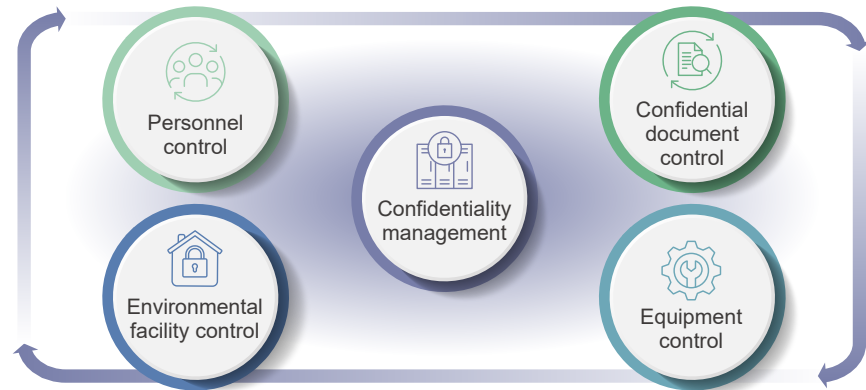 Personnel
control
Confidential
document
control
Confidentiality
management
Environmental
facility control
Equipment
control